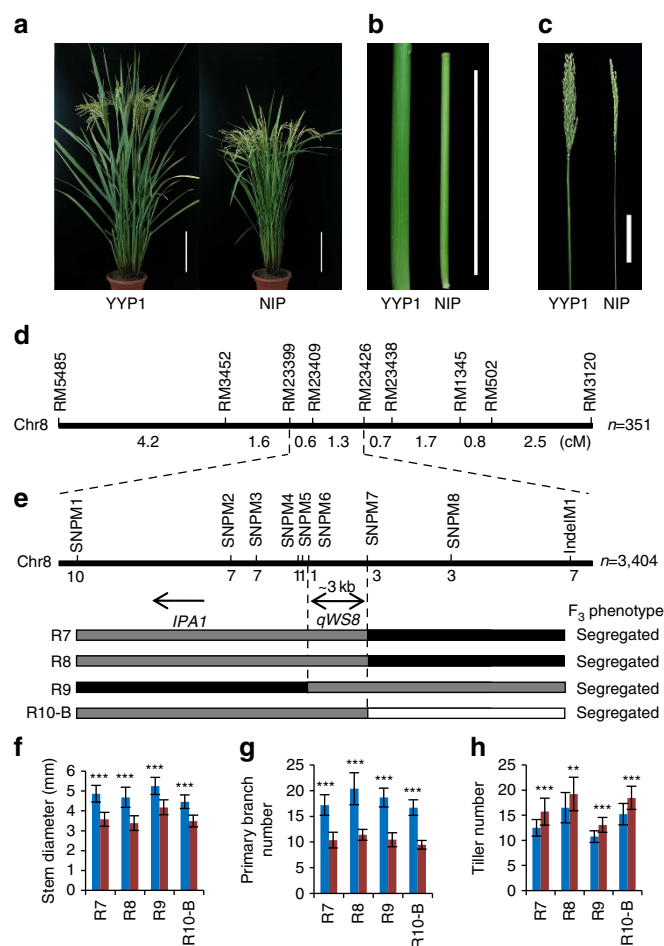 a
b
c
YYP1
NIP
YYP1 NIP
YYP1 NIP
d
RM5485
RM3452
RM23399
RM23409
RM23426
RM23438
RM1345
RM502
RM3120
Chr8
n=351
4.2 1.6 0.6 1.3 0.7 1.7 0.8 2.5 (cM)
e
SNPM1
SNPM2
SNPM3
SNPM4
SNPM5
SNPM6
SNPM7
SNPM8
IndelM1
Chr8
n=3,404
10 7 7 1 1 1 3 3 7
~3 kb
IPA1
qWS8
F3 phenotype
R7 Segregated
R8 Segregated
R9 Segregated
R10-B Segregated
f
Stem diameter (mm)
6
5
4
3
2
1
0
*** *** *** ***
R7
R8
R9
R10-B
g
Primary branch
number
25
20
15
10
5
0
*** *** *** ***
R7
R8
R9
R10-B
h
Tiller number
25
20
15
10
5
0
*** ** *** ***
R7
R8
R9
R10-B